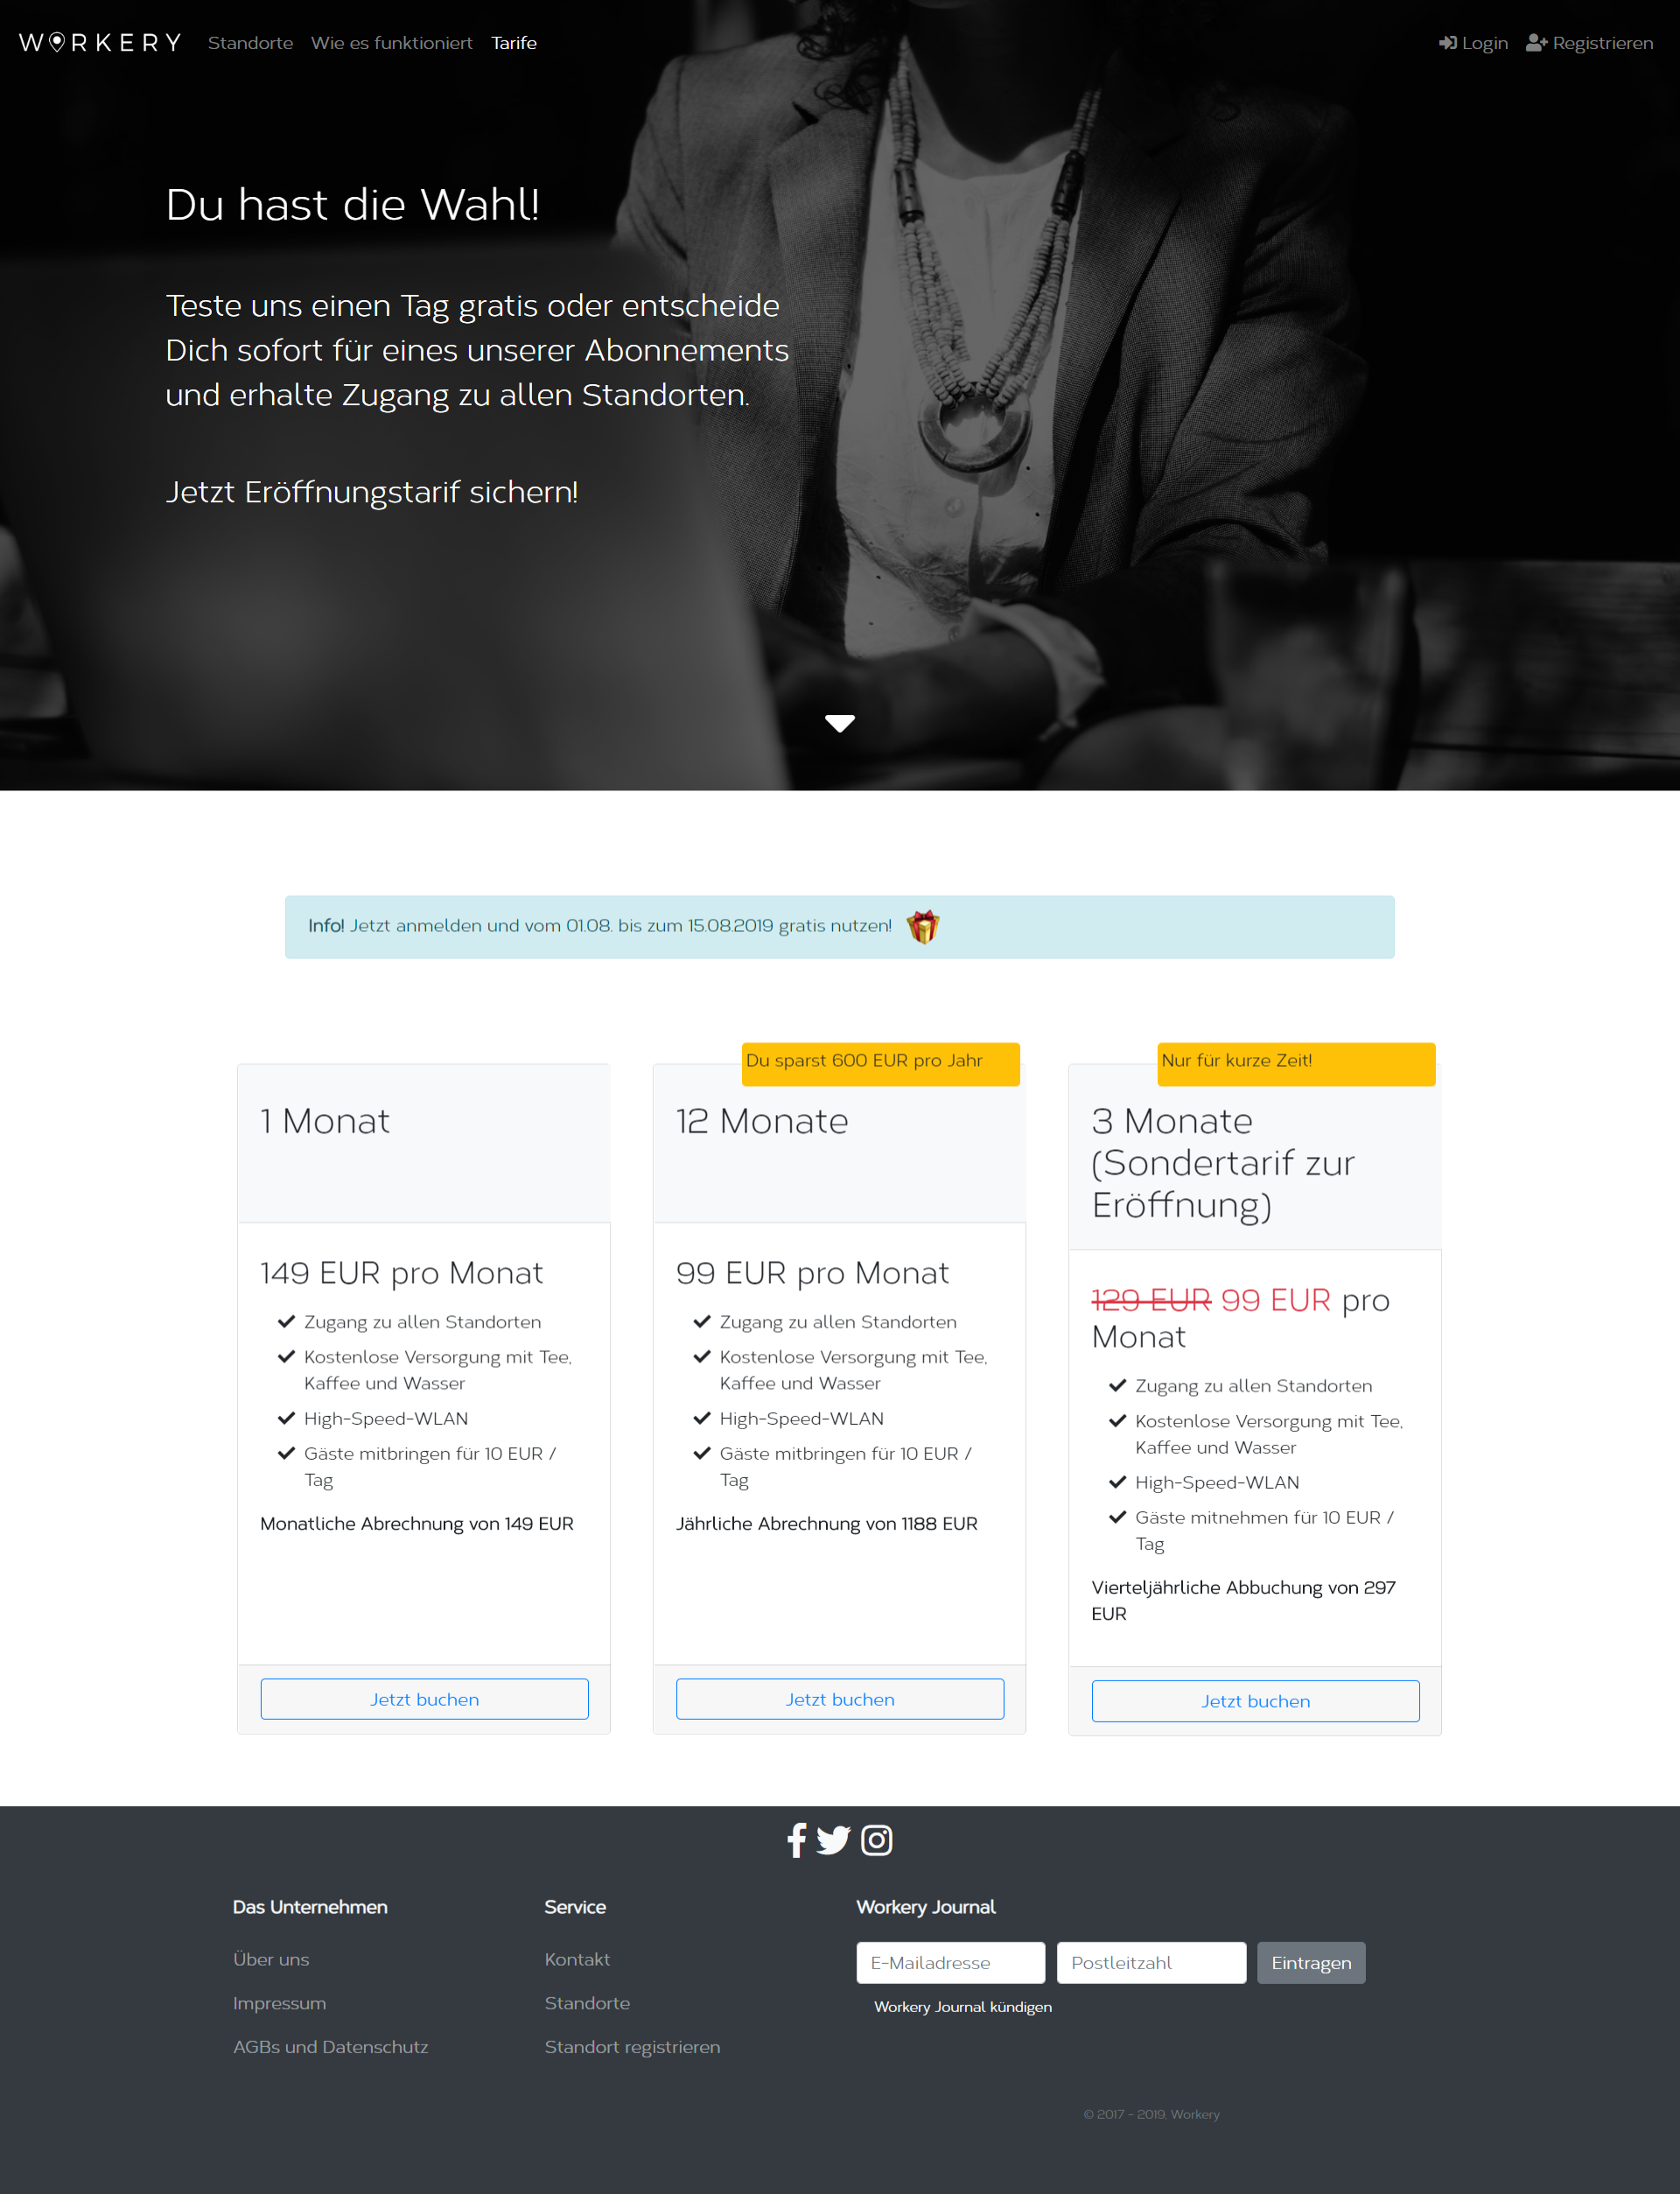 WORKERY Standorte Wie es funktioniert Tarife Login Registrieren
Du hast die Wahl!
Teste uns einen Tag gratis oder entscheide
Dich sofort für eines unserer Abonnements
und erhalte Zugang zu allen Standorten.
Jetzt Eröffnungstarif sichern!
Info! Jetzt anmelden und vom 01.08. bis zum 15.08.2019 gratis nutzen!
1 Monat
149 EUR pro Monat
Zugang zu allen Standorten
Kostenlose Versorgung mit Tee,
Kaffee und Wasser
High-Speed-WLAN
Gäste mitbringen für 10 EUR /
Tag
Monatliche Abrechnung von 149 EUR
Jetzt buchen
Du sparst 600 EUR pro Jahr
12 Monate
99 EUR pro Monat
Zugang zu allen Standorten
Kostenlose Versorgung mit Tee,
Kaffee und Wasser
High-Speed-WLAN
Gäste mitbringen für 10 EUR /
Tag
Jährliche Abrechnung von 1188 EUR
Jetzt buchen
Nur für kurze Zeit!
3 Monate
(Sondertarif zur
Eröffnung)
129 EUR 99 EUR pro
Monat
Zugang zu allen Standorten
Kostenlose Versorgung mit Tee,
Kaffee und Wasser
High-Speed-WLAN
Gäste mitnehmen für 10 EUR /
Tag
Vierteljährliche Abbuchung von 297
EUR
Jetzt buchen
Das Unternehmen
Über uns
Impressum
AGBs und Datenschutz
Service
Kontakt
Standorte
Standort registrieren
Workery Journal
E-Mailadresse Postleitzahl Eintragen
Workery Journal kündigen
© 2017 - 2019, Workery